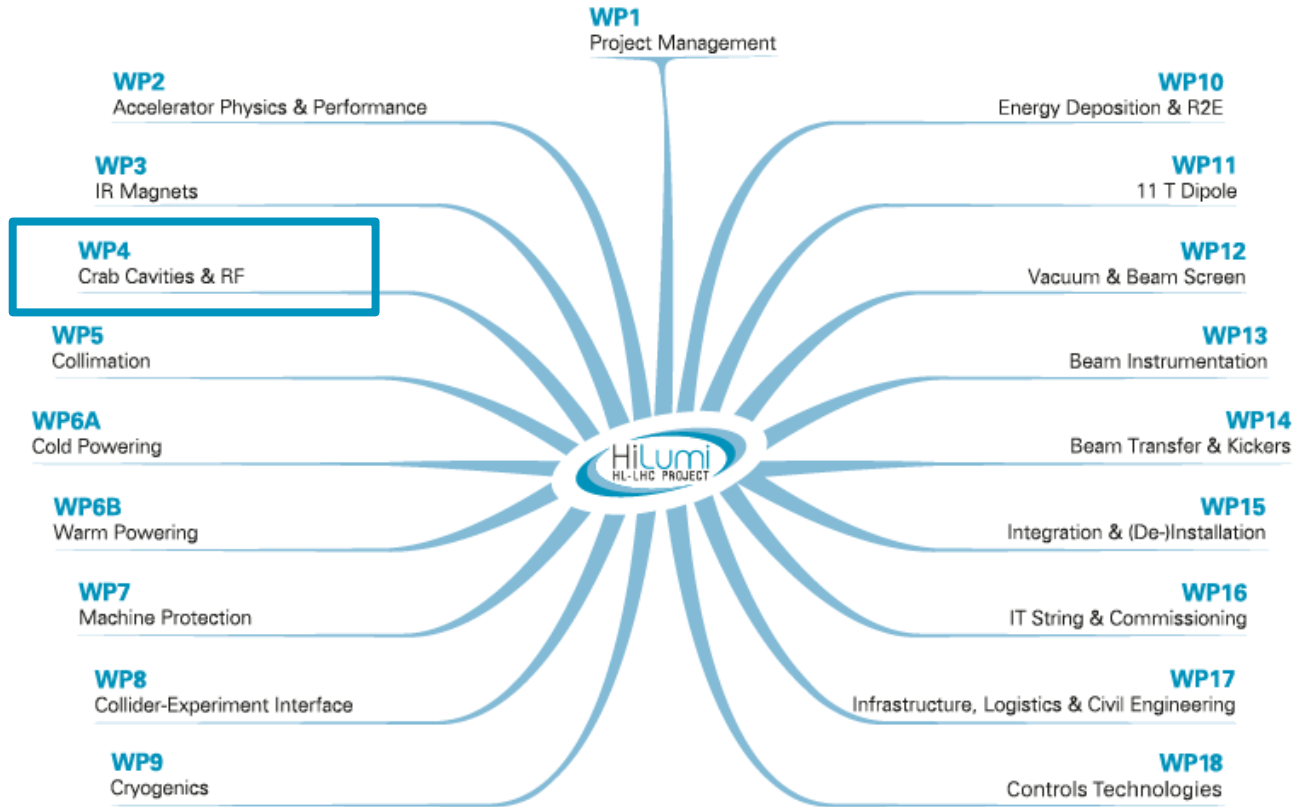 WP1
Project Management
WP2
Accelerator Physics & Performance
WP3
IR Magnets
WP4
Crab Cavities & RF
WP5
Collimation
WP6A
Cold Powering
WP6B
Warm Powering
WP7
Machine Protection
WP8
Collider-Experiment Interface
WP9
Cryogenics
HiLumi
HL-LHC PROJECT
WP10
Energy Deposition & R2E
WP11
11 T Dipole
WP12
Vacuum & Beam Screen
WP13
Beam Instrumentation
WP14
Beam Transfer & Kickers
WP15
Integration & (De-)Installation
WP16
IT String & Commissioning
WP17
Infrastructure, Logistics & Civil Engineering
WP18
Controls Technologies